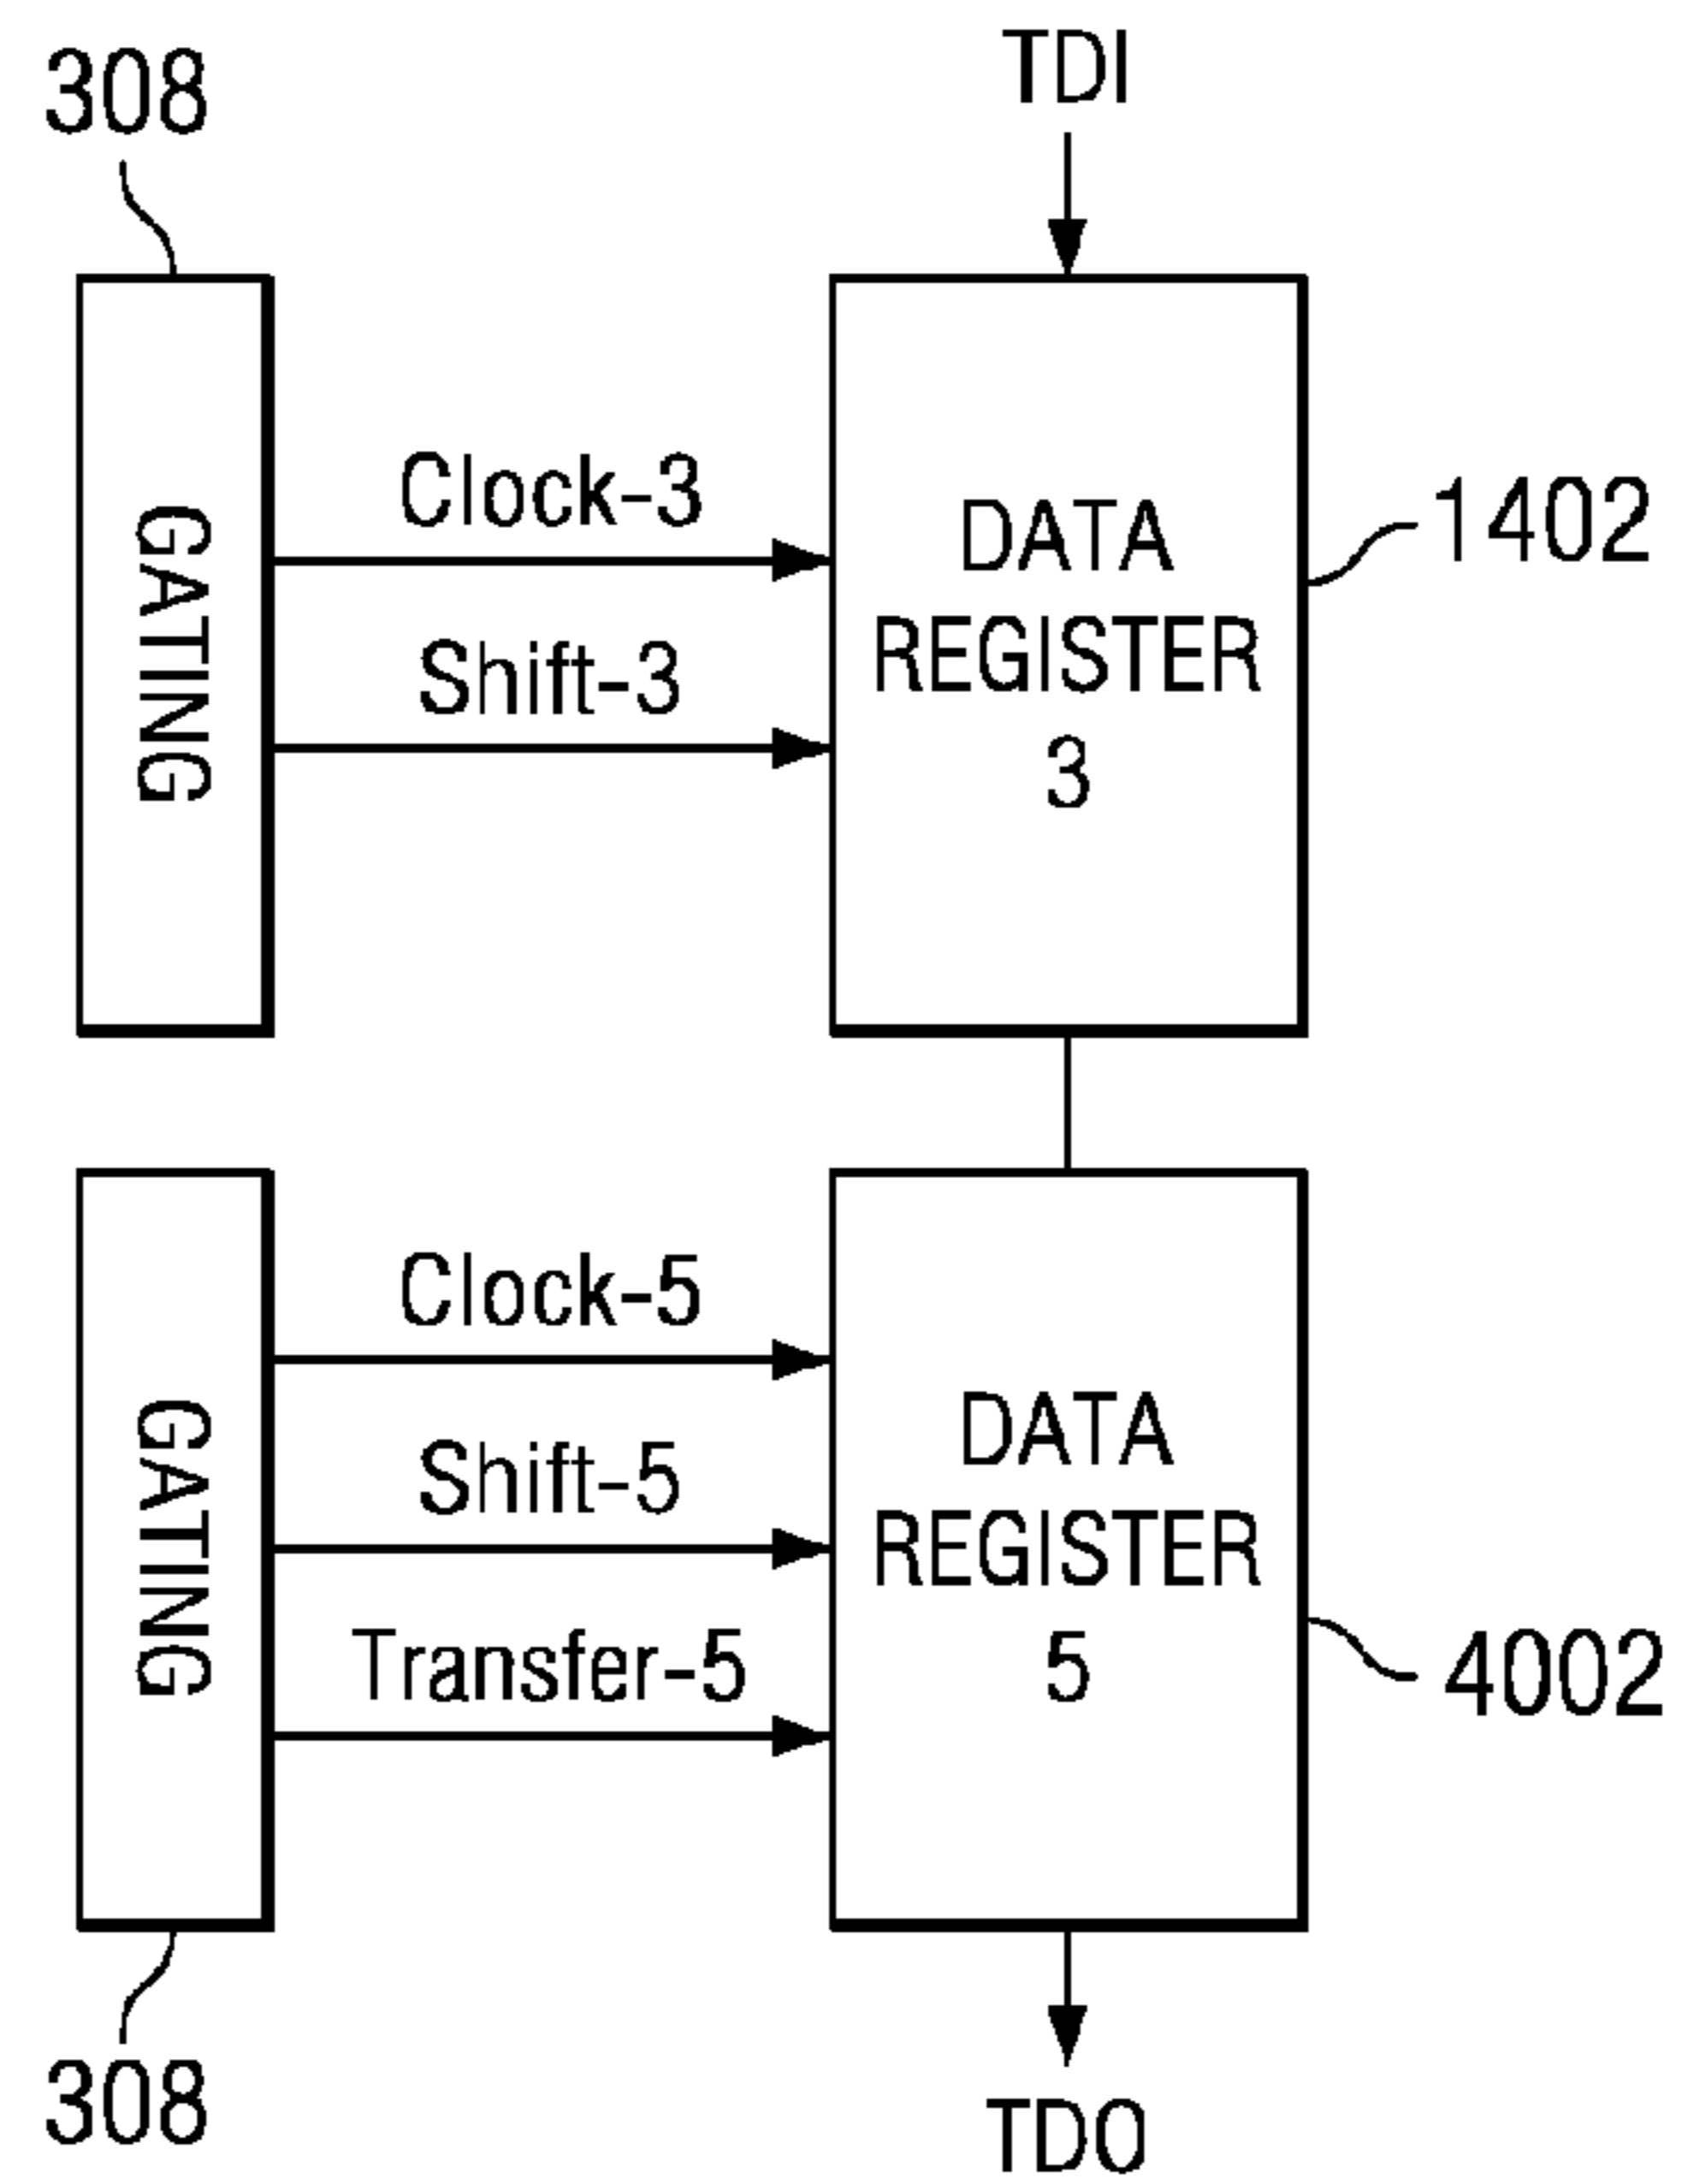 308
TDI
GATING
Clock-3
Shift-3
DATA
REGISTER
3
1402
GATING
Clock-5
Shift-5
Transfer-5
DATA
REGISTER
5
4002
308
TDO